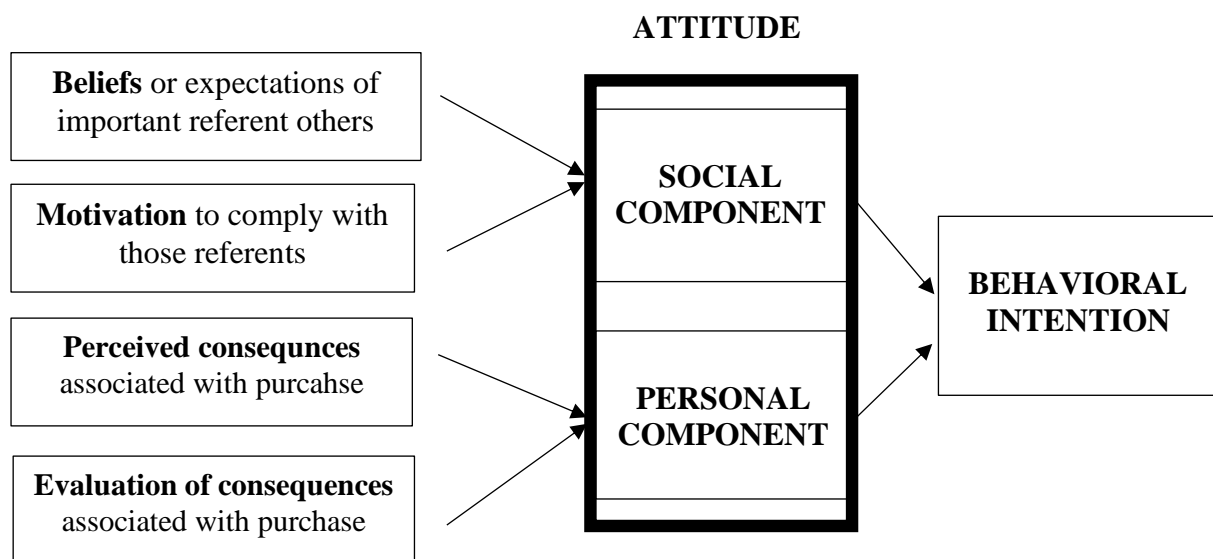 ATTITUDE
Beliefs or expectations of
important referent others
Motivation to comply with
those referents
Perceived consequnces
associated with purcahse
Evaluation of consequences
associated with purchase
SOCIAL
COMPONENT
PERSONAL
COMPONENT
BEHAVIORAL
INTENTION